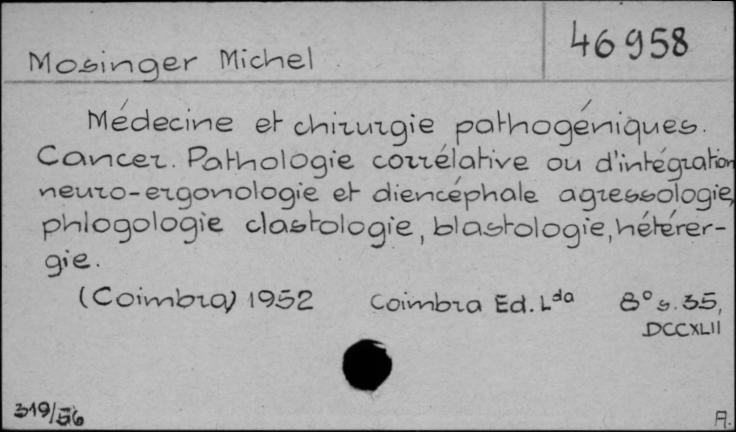 Mosinger Michel
46958
Médecine et chirurgie pathogéniques.
Cancer. Pathologie corrélative ou d'intégration
neuro-ergonologie et diencéphale agressologie,
phlogologie clastologie, blastologie, hétérer-
gie.
(Coimbra) 1952 Coimbra Ed. Lda 8° s. 35,
DCCXLII
319/56
A.